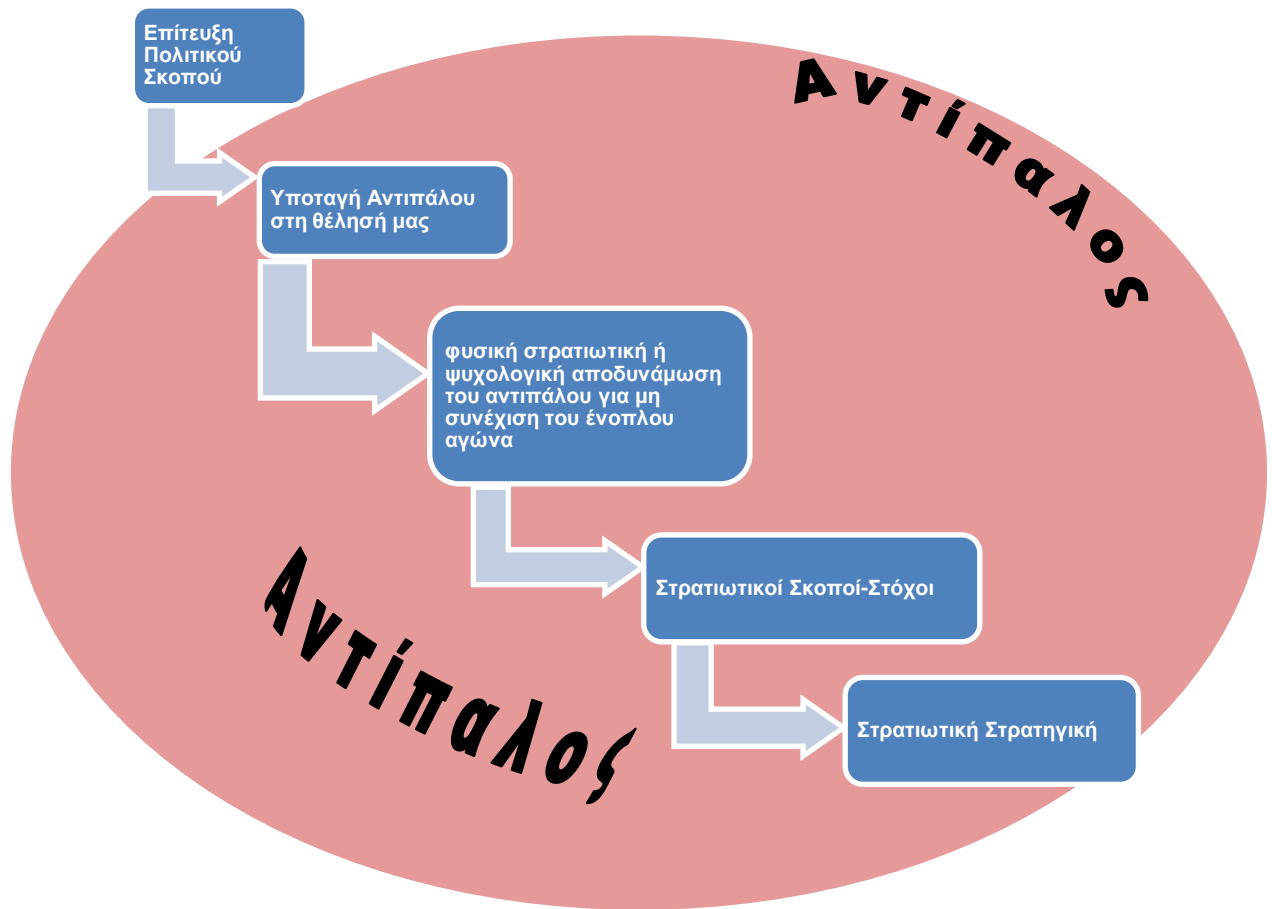 Επίτευξη
Πολιτικού
Σκοπού
Αντίπαλος
Υποταγή Αντιπάλου
στη θέλησή μας
φυσική στρατιωτική ή
ψυχολογική αποδυνάμωση
του αντιπάλου για μη
συνέχιση του ένοπλου
αγώνα
Στρατιωτικοί Σκοποί-Στόχοι
Αντίπαλος
Στρατιωτική Στρατηγική